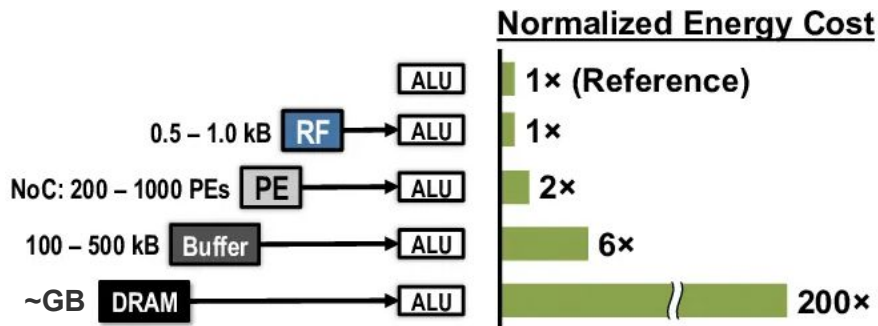 Normalized Energy Cost
ALU 1× (Reference)
0.5 – 1.0 kB RF ALU 1×
NoC: 200 – 1000 PEs PE ALU 2×
100 – 500 kB Buffer ALU 6×
~GB DRAM ALU 200×